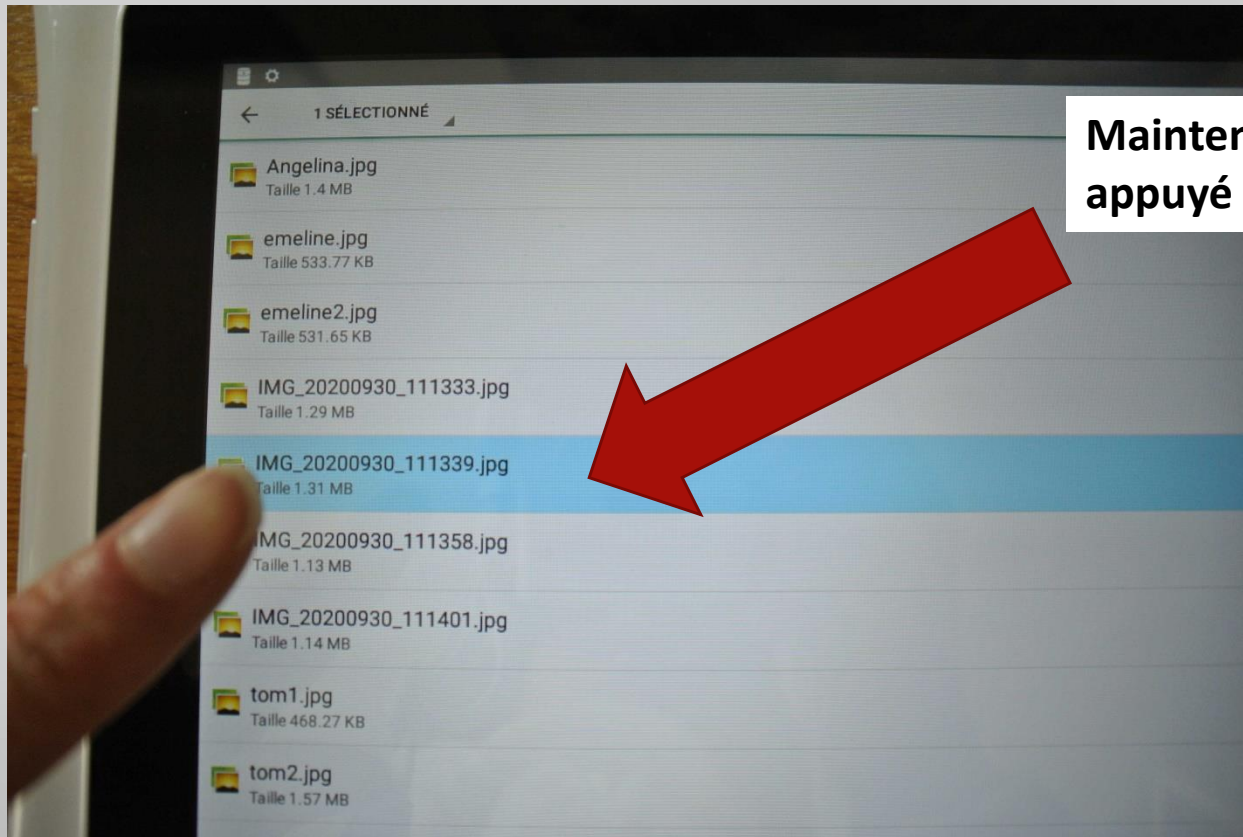 1 SÉLECTIONNÉ
Mainten
appuyé
Angelina.jpg
Taille 1.4 MB
emeline.jpg
Taille 533.77 KB
emeline2.jpg
Taille 531.65 KB
IMG_20200930_111333.jpg
Taille 1.29 MB
IMG_20200930_111339.jpg
Taille 1.31 MB
IMG_20200930_111358.jpg
Taille 1.13 MB
IMG_20200930_111401.jpg
Taille 1.14 MB
tom1.jpg
Taille 468.27 KB
tom2.jpg
Taille 1.57 MB